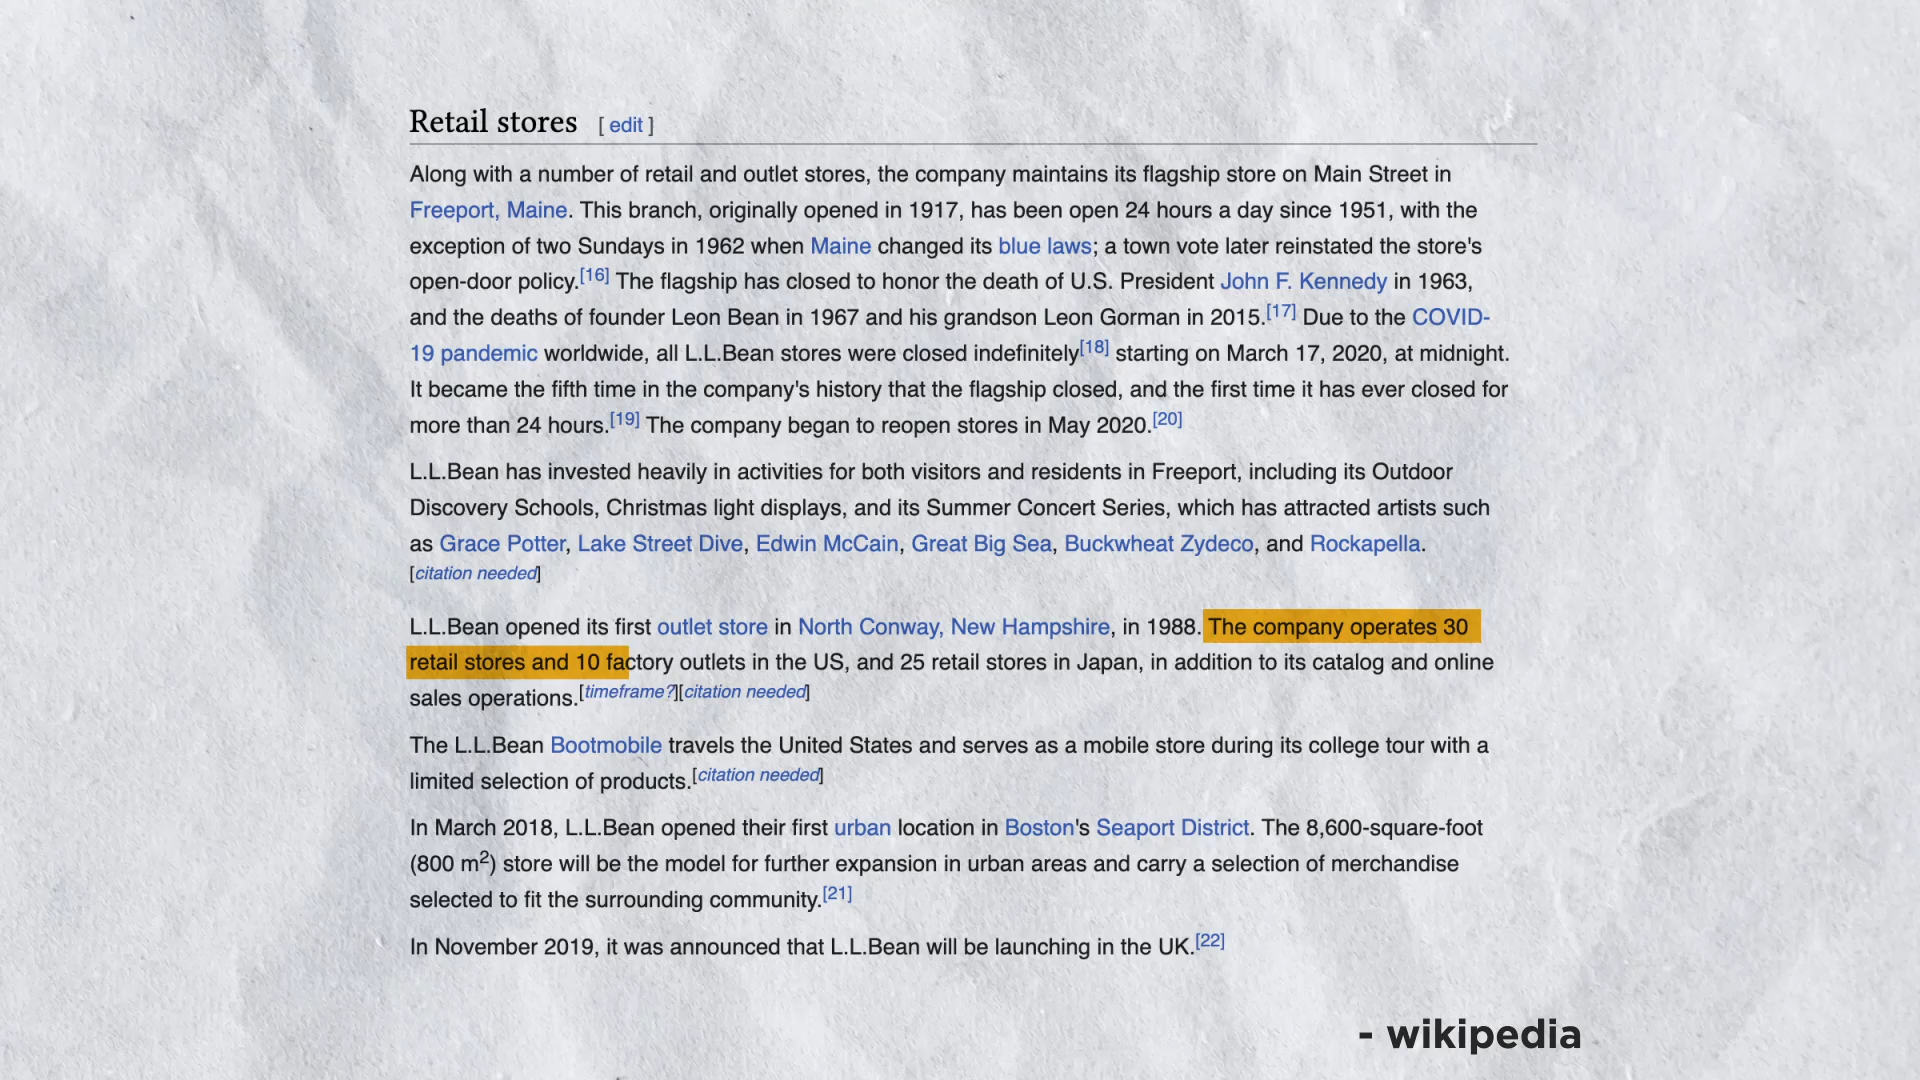 Retail stores [ edit ]
Along with a number of retail and outlet stores, the company maintains its flagship store on Main Street in
Freeport, Maine. This branch, originally opened in 1917, has been open 24 hours a day since 1951, with the
exception of two Sundays in 1962 when Maine changed its blue laws; a town vote later reinstated the store's
open-door policy.[16] The flagship has closed to honor the death of U.S. President John F. Kennedy in 1963,
and the deaths of founder Leon Bean in 1967 and his grandson Leon Gorman in 2015.[17] Due to the COVID-
19 pandemic worldwide, all L.L.Bean stores were closed indefinitely[18] starting on March 17, 2020, at midnight.
It became the fifth time in the company's history that the flagship closed, and the first time it has ever closed for
more than 24 hours.[19] The company began to reopen stores in May 2020.[20]
L.L.Bean has invested heavily in activities for both visitors and residents in Freeport, including its Outdoor
Discovery Schools, Christmas light displays, and its Summer Concert Series, which has attracted artists such
as Grace Potter, Lake Street Dive, Edwin McCain, Great Big Sea, Buckwheat Zydeco, and Rockapella.
[citation needed]
L.L.Bean opened its first outlet store in North Conway, New Hampshire, in 1988. The company operates 30
retail stores and 10 factory outlets in the US, and 25 retail stores in Japan, in addition to its catalog and online
sales operations.[timeframe?][citation needed]
The L.L.Bean Bootmobile travels the United States and serves as a mobile store during its college tour with a
limited selection of products.[citation needed]
In March 2018, L.L.Bean opened their first urban location in Boston's Seaport District. The 8,600-square-foot
(800 m²) store will be the model for further expansion in urban areas and carry a selection of merchandise
selected to fit the surrounding community.[21]
In November 2019, it was announced that L.L.Bean will be launching in the UK.[22]
- wikipedia